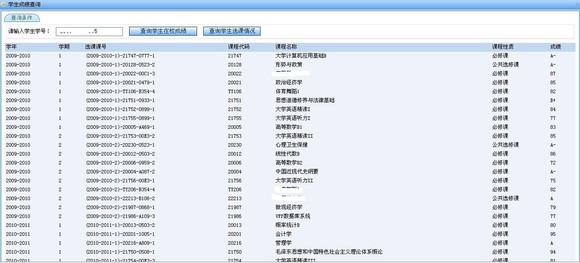 学生成绩查询
查询条件
请输入学生学号： 查询学生在校成绩 查询学生选课情况
学年 学期 选课课号 课程代码 课程名称 课程性质 成绩
2009-2010 1 (2009-2010-1)-21747-0777-1 21747 大学计算机应用基础B 必修课 A-
2009-2010 1 (2009-2010-1)-20128-0523-2 20128 形势与政策 公共选修课 A-
2009-2010 1 (2009-2010-1)-20022-00C1-3 20022 必修课 87
2009-2010 1 (2009-2010-1)-20021-0479-1 20021 政治经济学 必修课 85
2009-2010 1 (2009-2010-1)-TT106-B354-4 TT106 体育舞蹈I 必修课 82
2009-2010 1 (2009-2010-1)-21751-0933-1 21751 思想道德修养与法律基础 必修课 B+
2009-2010 1 (2009-2010-1)-21752-0899-1 21752 大学英语精读I 必修课 84
2009-2010 1 (2009-2010-1)-21755-0899-1 21755 大学英语听力I 必修课 77
2009-2010 1 (2009-2010-1)-20005-A469-1 20005 高等数学B1 必修课 83
2009-2010 2 (2009-2010-2)-21753-00E3-2 21753 大学英语精读II 必修课 85
2009-2010 2 (2009-2010-2)-20230-0523-1 20230 心理卫生保健 公共选修课 A-
2009-2010 2 (2009-2010-2)-20012-0503-2 20012 线性代数B 必修课 86
2009-2010 2 (2009-2010-2)-20006-0959-2 20006 高等数学B2 必修课 72
2009-2010 2 (2009-2010-2)-20004-A087-2 20004 中国近现代史纲要 必修课 A-
2009-2010 2 (2009-2010-2)-21756-00E3-1 21756 大学英语听力II 必修课 75
2009-2010 2 (2009-2010-2)-TT206-B354-4 TT206 必修课 82
2009-2010 2 (2009-2010-2)-22213-B108-2 22213 公共选修课 A
2009-2010 2 (2009-2010-2)-21987-0868-1 21987 微观经济学 必修课 79
2009-2010 2 (2009-2010-2)-21986-A109-3 21986 VFP数据库系统 必修课 77
2010-2011 1 (2010-2011-1)-20013-0503-2 20013 概率统计B 必修课 80
2010-2011 1 (2010-2011-1)-20201-1005-1 20201 会计学 必修课 95
2010-2011 1 (2010-2011-1)-20216-A809-1 20216 管理学 必修课 A
2010-2011 1 (2010-2011-1)-21750-0508-1 21750 毛泽东思想和中国特色社会主义理论体系概论 必修课 94
2010-2011 1 (2010-2011-1)-21754-00E3-3 21754 大学英语精读III 必修课 81